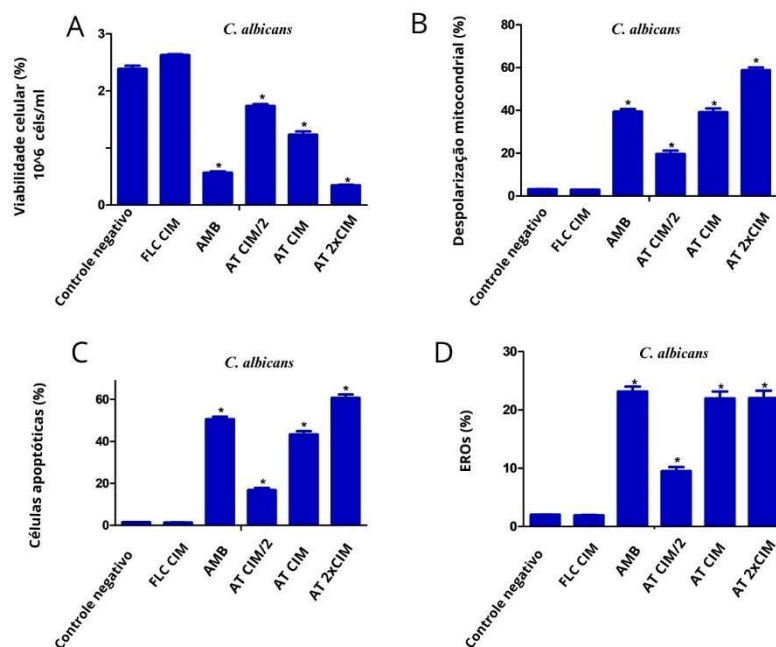 A
C. albicans
Viabilidade celular (%)
10^6 céls/ml
3
2
1
0
*
*
*
*
Controle negativo
FLC CIM
AMB
AT CIM/2
AT CIM
AT 2xCIM
B
C. albicans
Despolarização mitocondrial (%)
80
60
40
20
0
*
*
*
*
Controle negativo
FLC CIM
AMB
AT CIM/2
AT CIM
AT 2xCIM
C
C. albicans
Células apoptóticas (%)
60
40
20
0
*
*
*
*
Controle negativo
FLC CIM
AMB
AT CIM/2
AT CIM
AT 2xCIM
D
C. albicans
EROs (%)
30
20
10
0
*
*
*
*
Controle negativo
FLC CIM
AMB
AT CIM/2
AT CIM
AT 2xCIM